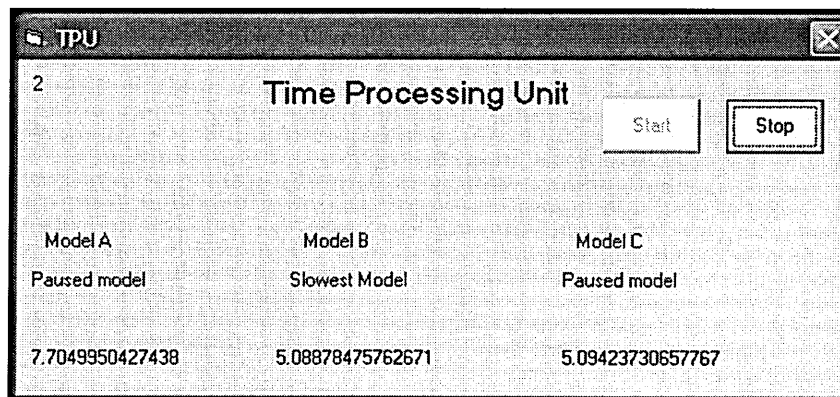 TPU
2
Time Processing Unit
Start
Stop
Model A
Model B
Model C
Paused model
Slowest Model
Paused model
7.7049950427438
5.08878475762671
5.09423730657767